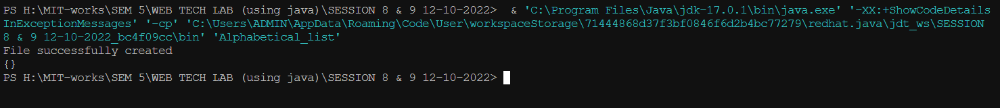 PS H:\MIT-works\SEM 5\WEB TECH LAB (using java)\SESSION 8 & 9 12-10-2022>  & 'C:\Program Files\Java\jdk-17.0.1\bin\java.exe' '-XX:+ShowCodeDetails
InExceptionMessages' '-cp' 'C:\Users\ADMIN\AppData\Roaming\Code\User\workspaceStorage\71444868d37f3bf0846f6d2b4bc77279\redhat.java\jdt_ws\SESSION
8 & 9 12-10-2022_bc4f09cc\bin' 'Alphabetical_list'
File successfully created
{}
PS H:\MIT-works\SEM 5\WEB TECH LAB (using java)\SESSION 8 & 9 12-10-2022>